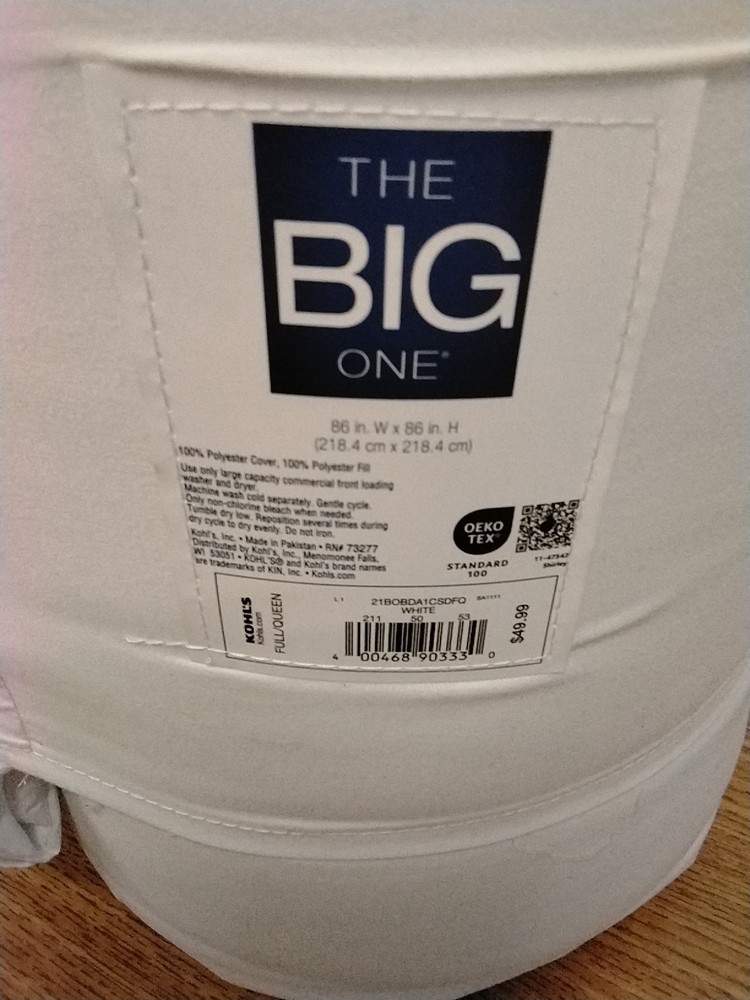 THE
BIG
ONE®
86 in. W x 86 in. H
(218.4 cm x 218.4 cm)
100% Polyester Cover, 100% Polyester Fill
Use only large capacity commercial front loading
washer and dryer.
Machine wash cold separately. Gentle cycle.
Only non-chlorine bleach when needed.
Tumble dry low. Reposition several times during
dry cycle to dry evenly. Do not iron.
Kohl's, Inc. • Made in Pakistan • RN# 73277
Distributed by Kohl's, Inc., Menomonee Falls,
WI 53051 • KOHL'S® and Kohl's brand names
are trademarks of KIN, Inc. • Kohls.com
OEKO
TEX®
STANDARD
100
Shirley
KOHL'S
Kohls.com
FULL/QUEEN
L1 21BOBDA1CSDFQ SA1111
WHITE
211 50 53
4 00468 90333 0
$49.99